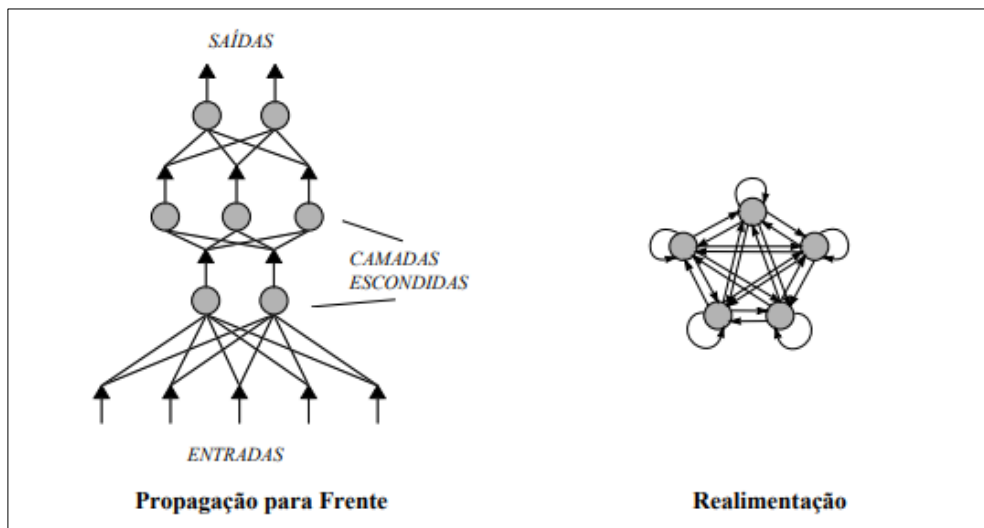 SAÍDAS
CAMADAS
ESCONDIDAS
ENTRADAS
Propagação para Frente
Realimentação